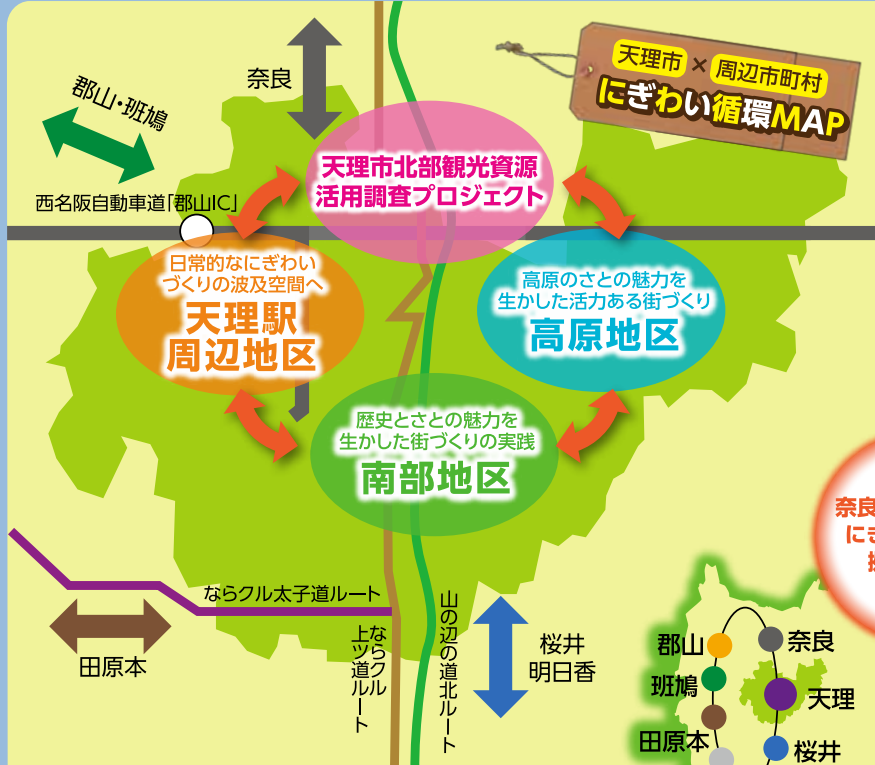 天理市 × 周辺市町村
にぎわい循環MAP
奈良
郡山・班鳩
西名阪自動車道「郡山IC」
天理市北部観光資源
活用調査プロジェクト
日常的なにぎわい
づくりの波及空間へ
天理駅
周辺地区
高原のさとの魅力を
生かした活力ある街づくり
高原地区
歴史とさとの魅力を
生かした街づくりの実践
南部地区
ならクル太子道ルート
田原本
ならクル
上ツ道ルート
山の辺の道北ルート
桜井
明日香
奈良
にき
郡山
奈良
班鳩
天理
田原本
桜井